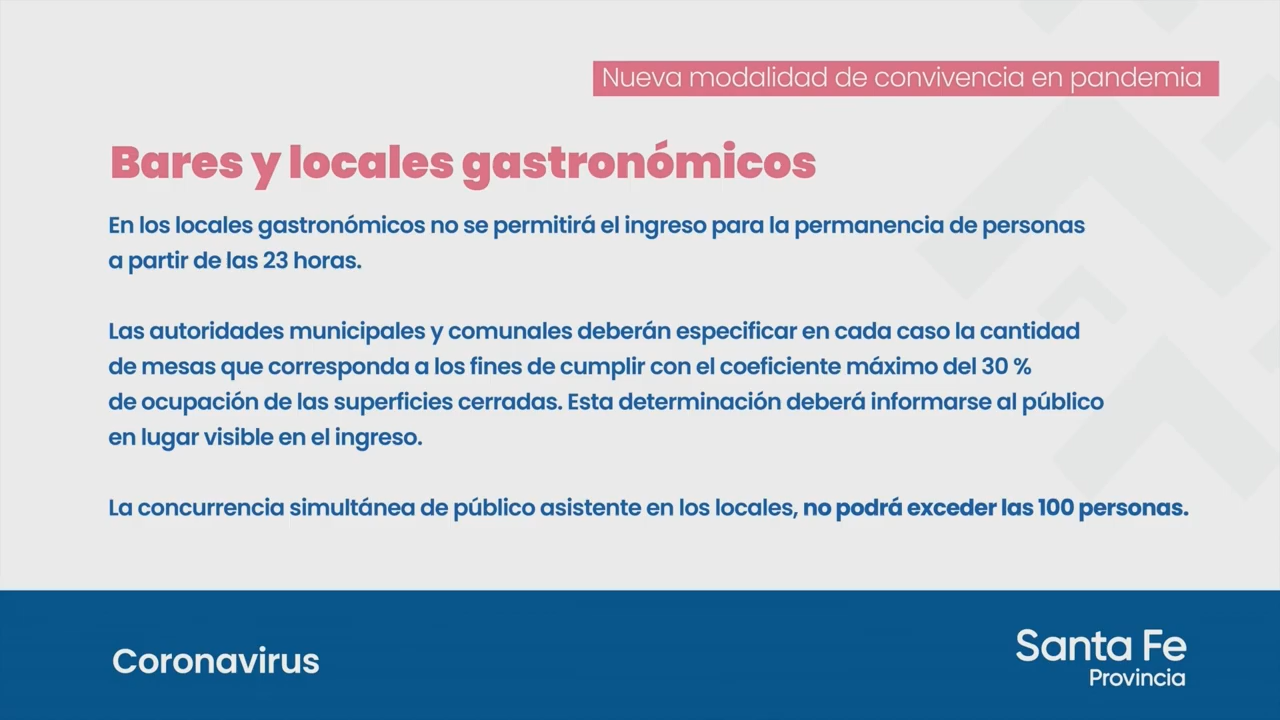 Nueva modalidad de convivencia en pandemia
Bares y locales gastronómicos
En los locales gastronómicos no se permitirá el ingreso para la permanencia de personas
a partir de las 23 horas.
Las autoridades municipales y comunales deberán especificar en cada caso la cantidad
de mesas que corresponda a los fines de cumplir con el coeficiente máximo del 30 %
de ocupación de las superficies cerradas. Esta determinación deberá informarse al público
en lugar visible en el ingreso.
La concurrencia simultánea de público asistente en los locales, no podrá exceder las 100 personas.
Coronavirus
Santa Fe
Provincia